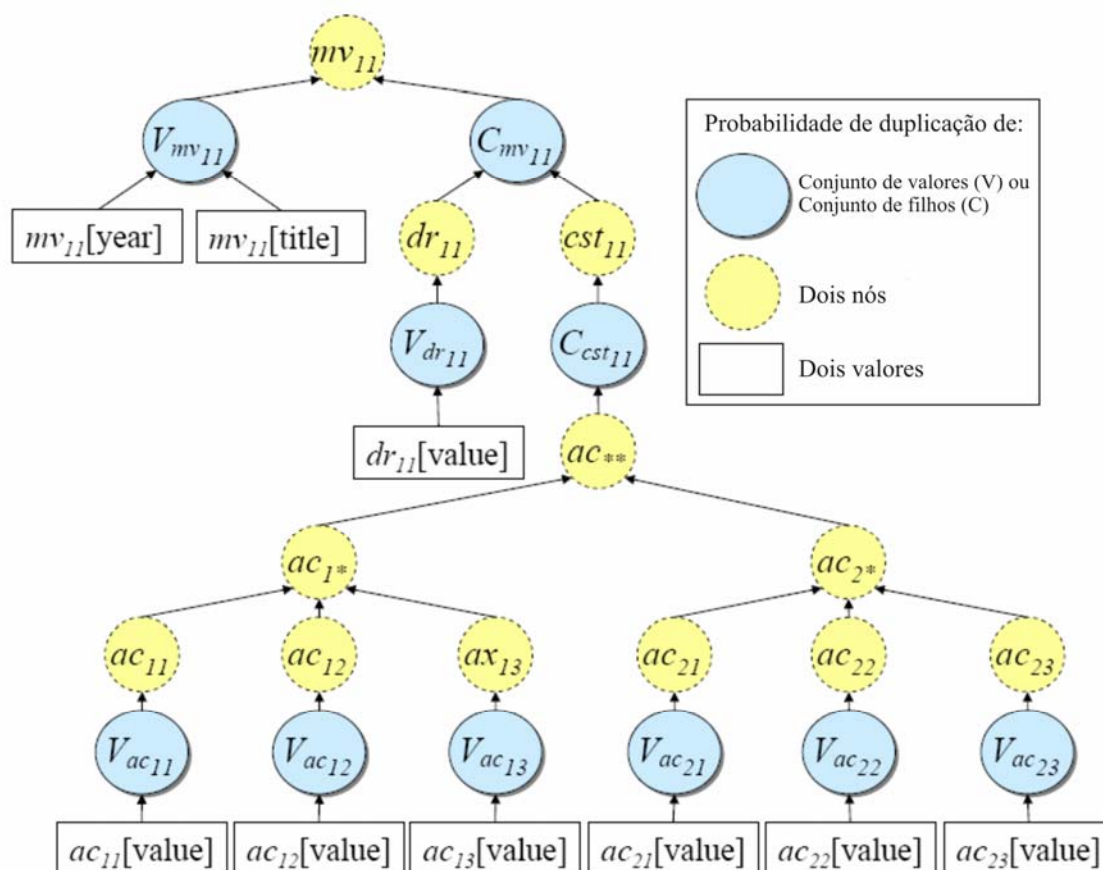 mv11
Vmv11
Cmv11
mv11[year]
mv11[title]
dr11
cst11
Vdr11
Ccst11
dr11[value]
ac**
ac1*
ac2*
ac11
ac12
ax13
ac21
ac22
ac23
Vac11
Vac12
Vac13
Vac21
Vac22
Vac23
ac11[value]
ac12[value]
ac13[value]
ac21[value]
ac22[value]
ac23[value]
Probabilidade de duplicação de:
Conjunto de valores (V) ou
Conjunto de filhos (C)
Dois nós
Dois valores